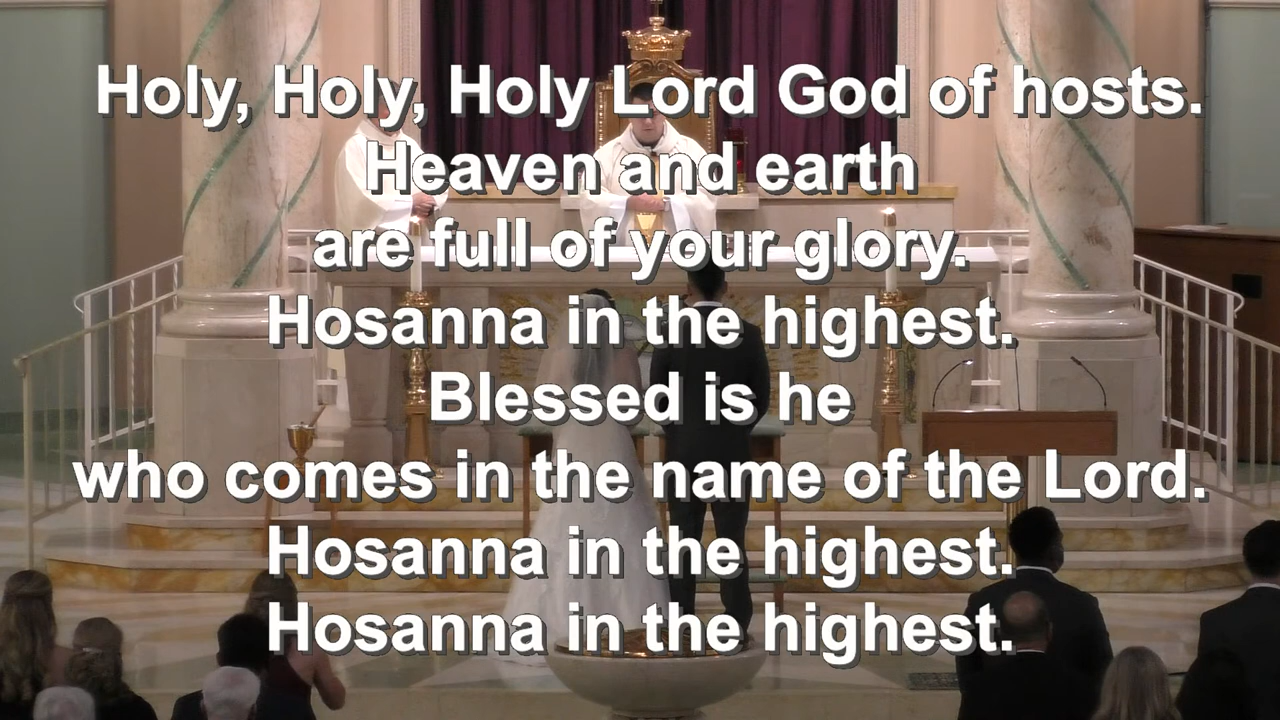 Holy, Holy, Holy Lord God of hosts.
Heaven and earth
are full of your glory.
Hosanna in the highest.
Blessed is he
who comes in the name of the Lord.
Hosanna in the highest.
Hosanna in the highest.